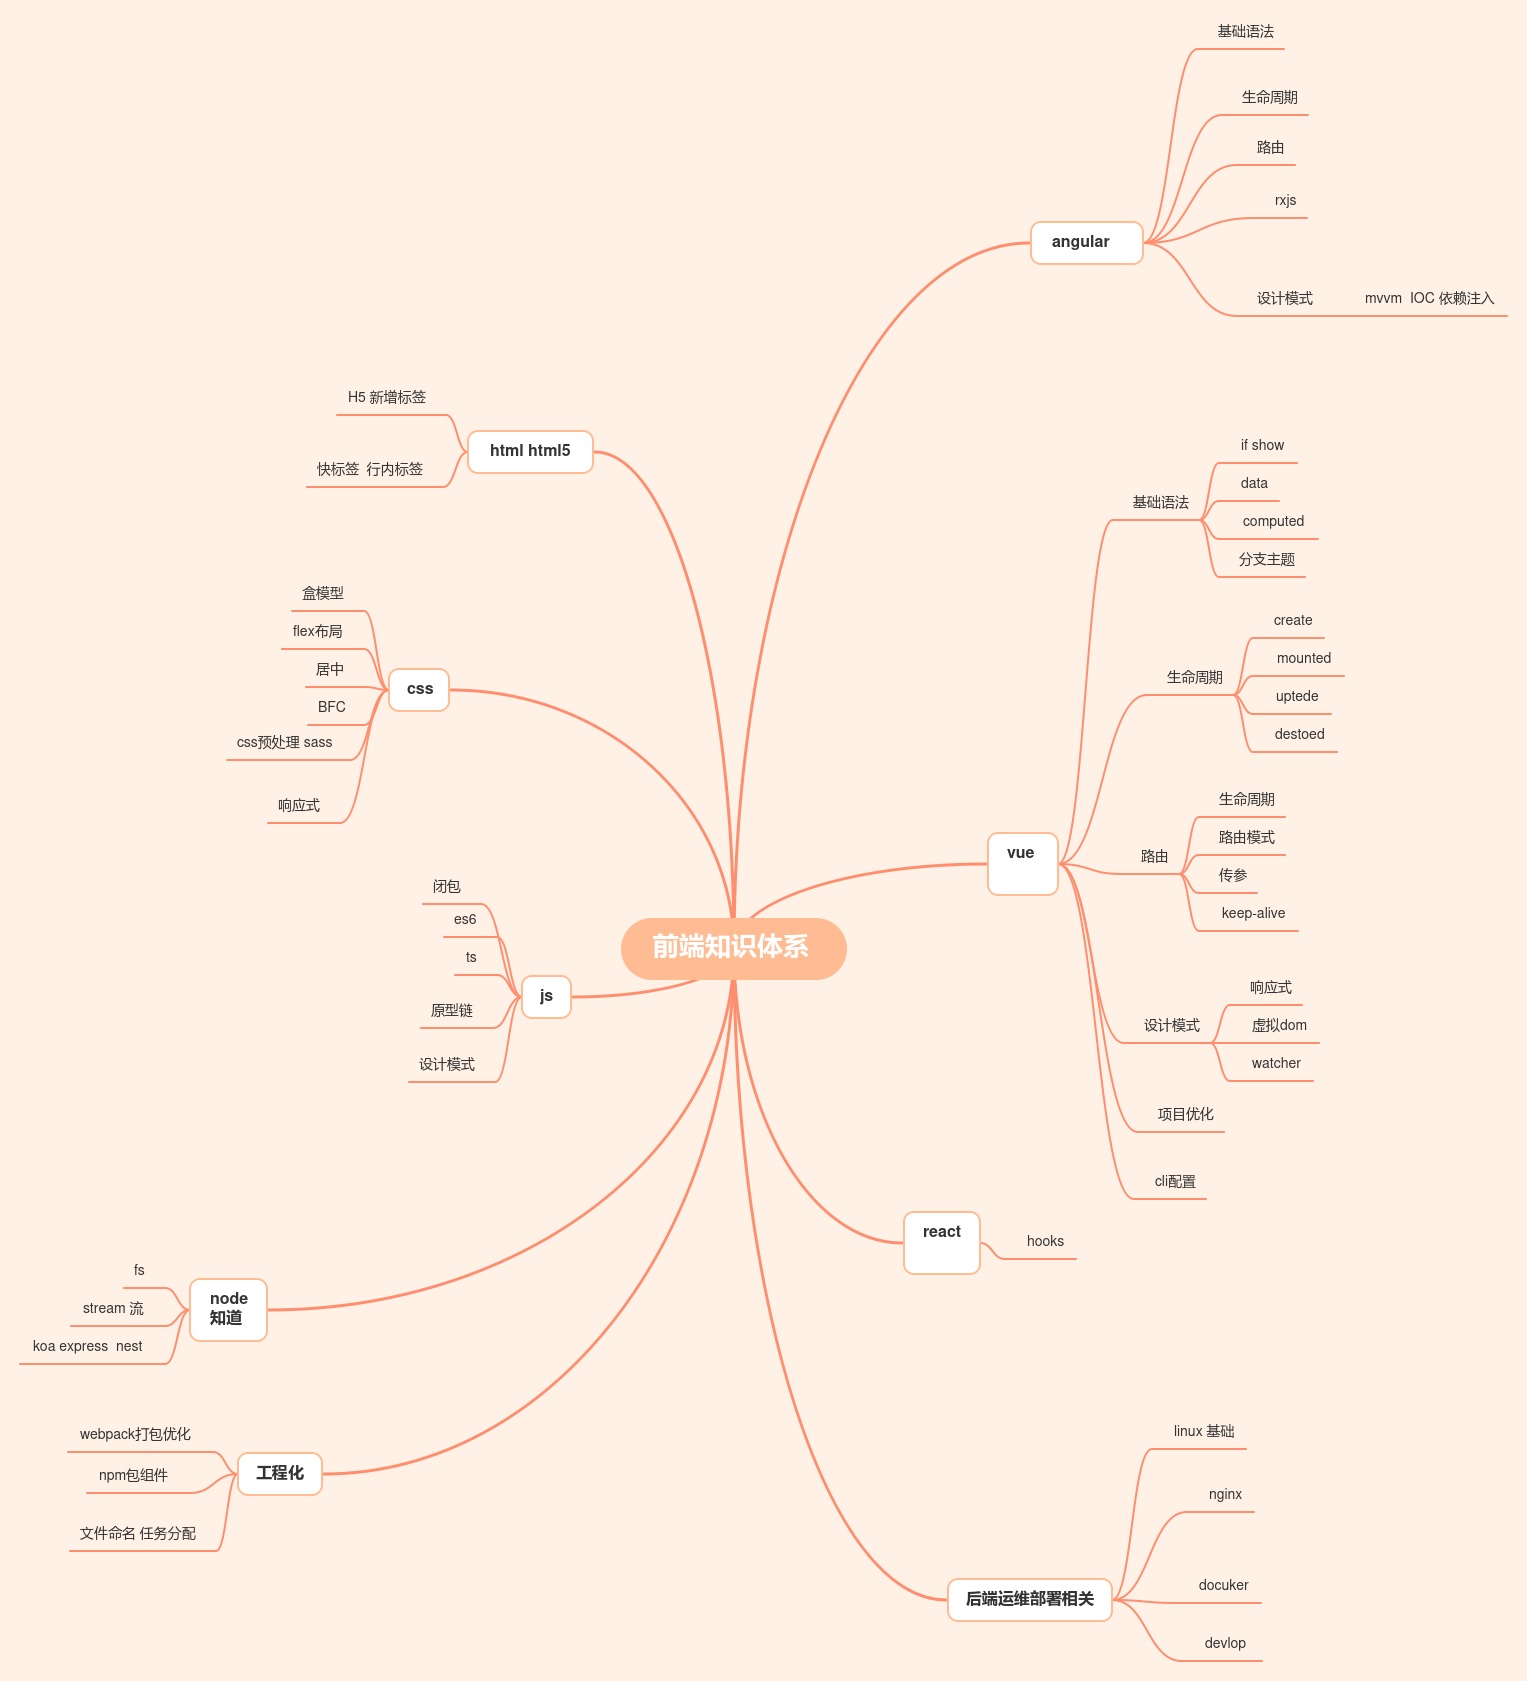 前端知识体系
angular
基础语法
生命周期
路由
rxjs
设计模式
mvvm  IOC 依赖注入
vue
基础语法
if show
data
computed
分支主题
生命周期
create
mounted
uptede
destoed
路由
生命周期
路由模式
传参
keep-alive
设计模式
响应式
虚拟dom
watcher
项目优化
cli配置
react
hooks
后端运维部署相关
linux 基础
nginx
docuker
devlop
html html5
H5 新增标签
快标签  行内标签
css
盒模型
flex布局
居中
BFC
css预处理 sass
响应式
js
闭包
es6
ts
原型链
设计模式
node
知道
fs
stream 流
koa express  nest
工程化
webpack打包优化
npm包组件
文件命名 任务分配